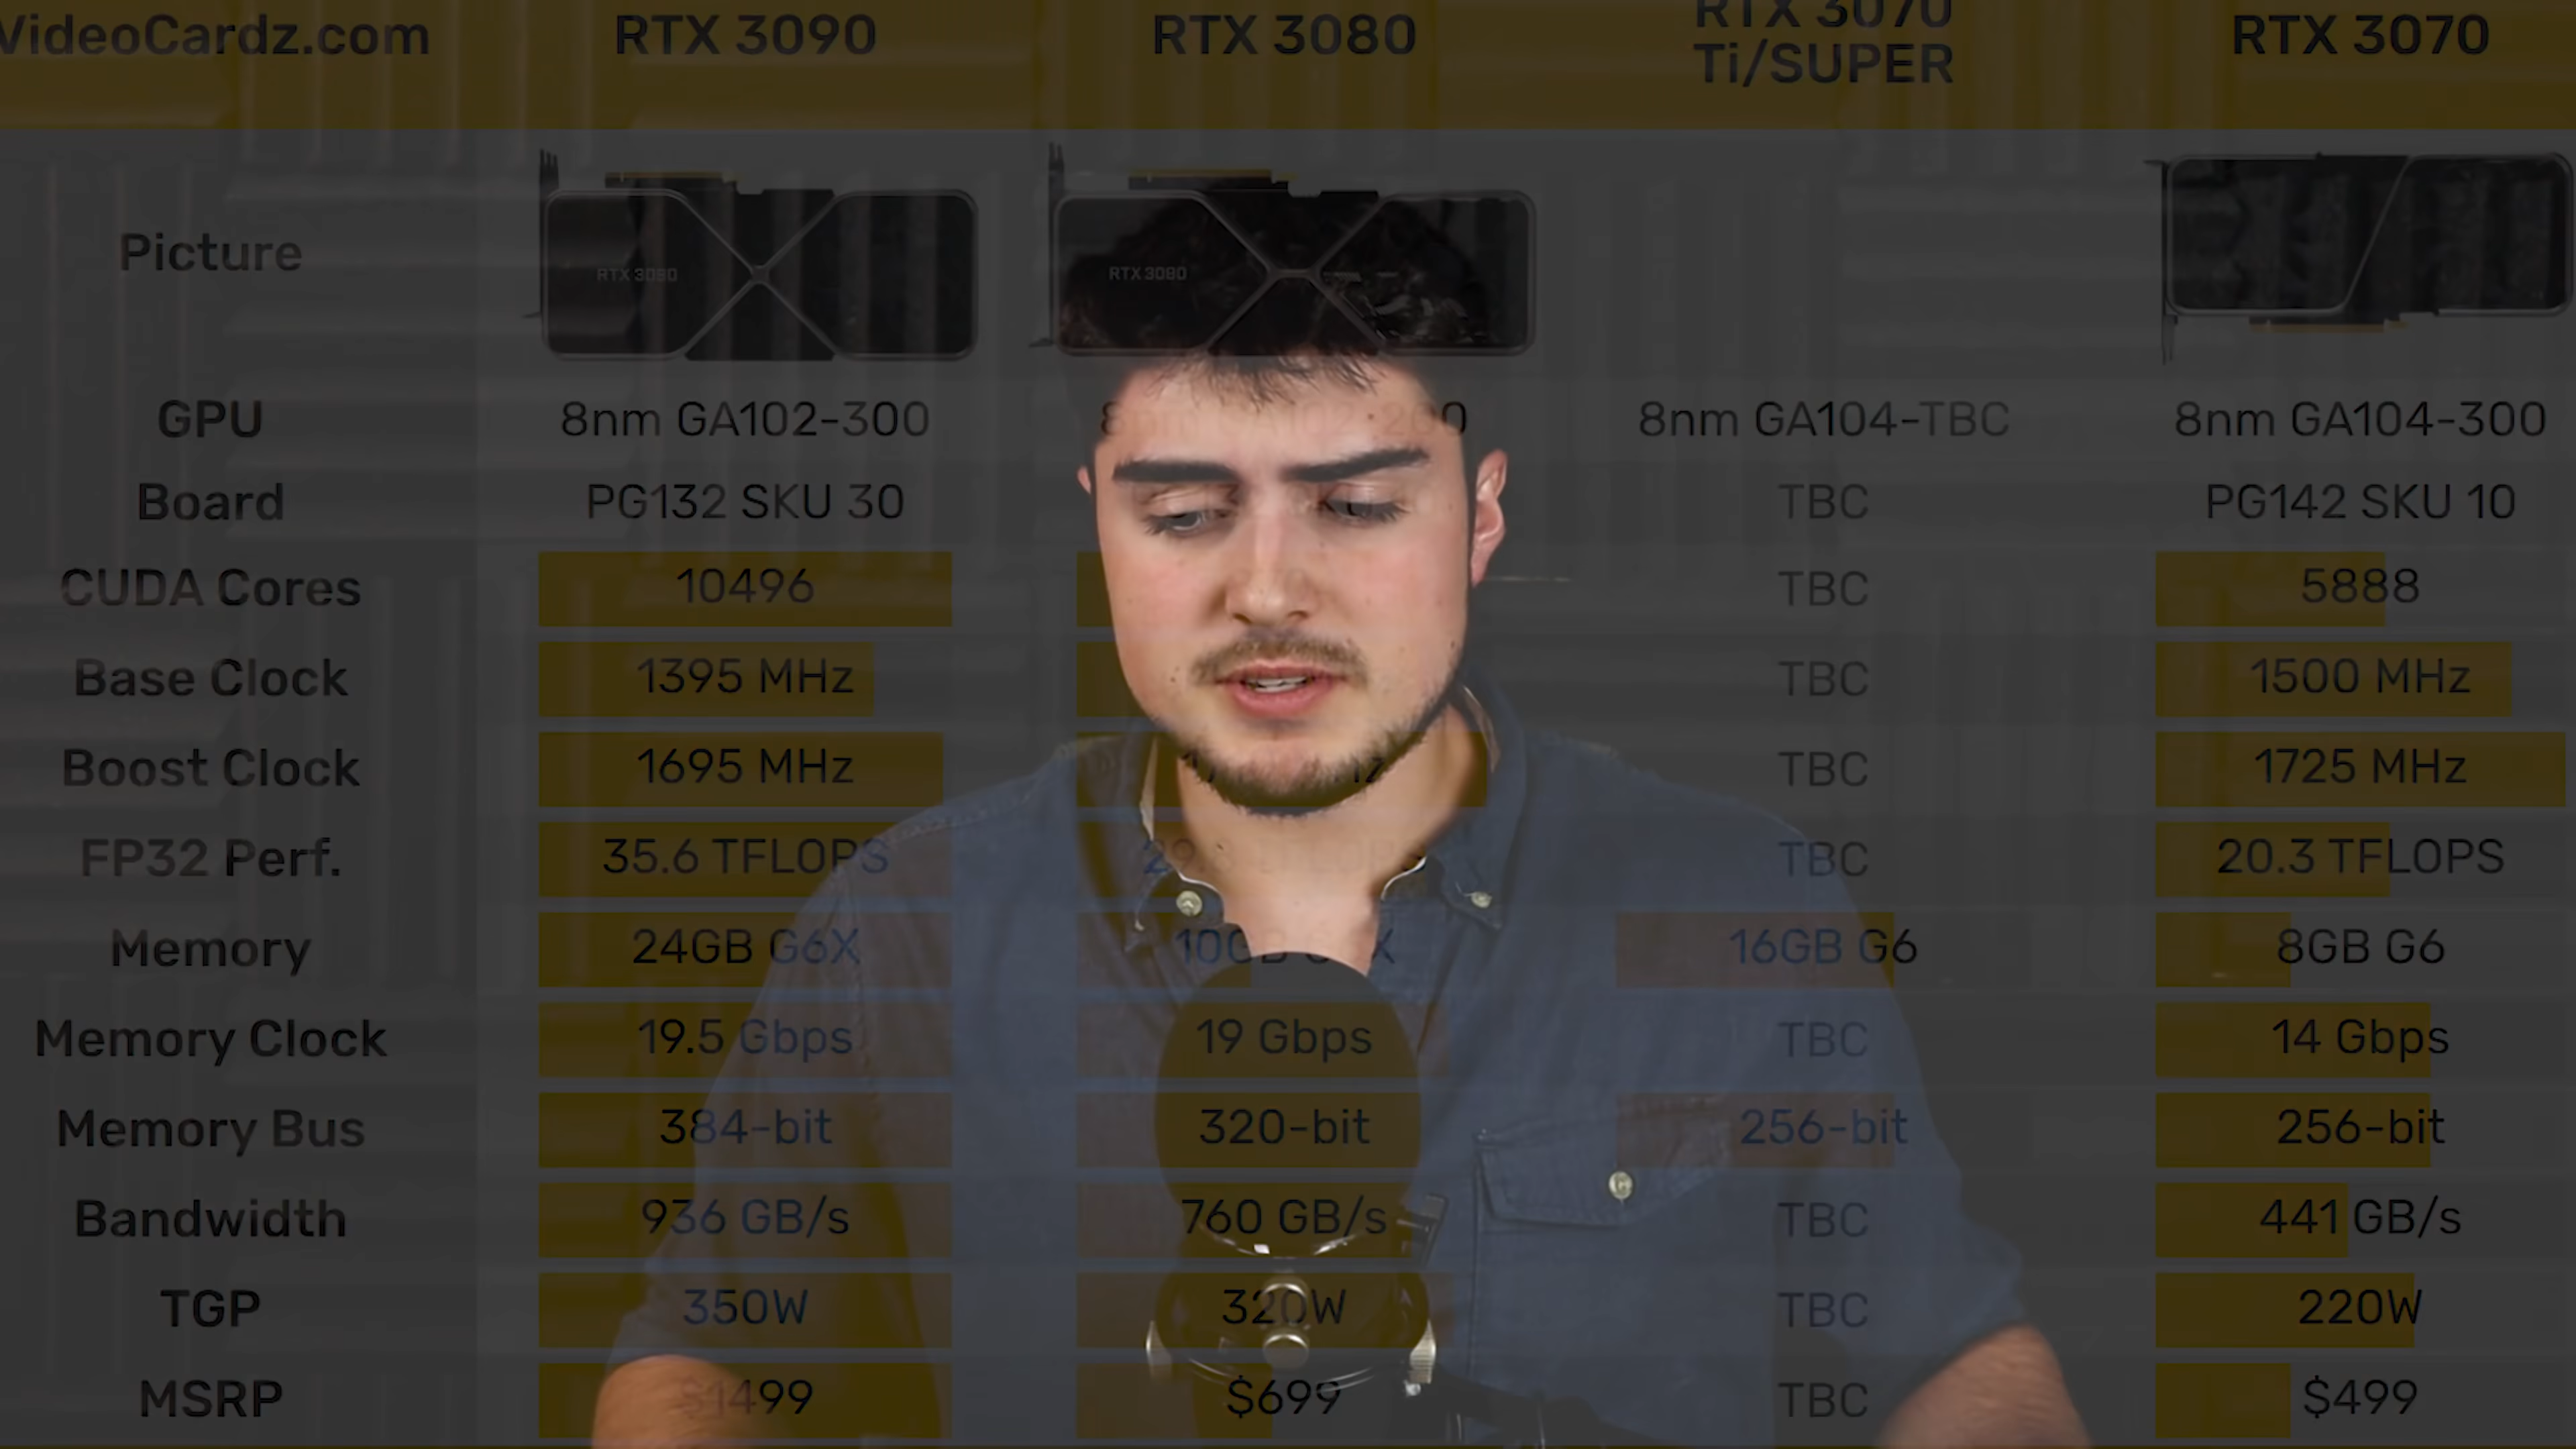 VideoCardz.com RTX 3090 RTX 3080 RTX 3070 Ti/SUPER RTX 3070
Picture RTX 3090 RTX 3080
GPU 8nm GA102-300 8nm GA104-TBC 8nm GA104-300
Board PG132 SKU 30 TBC PG142 SKU 10
CUDA Cores 10496 TBC 5888
Base Clock 1395 MHz TBC 1500 MHz
Boost Clock 1695 MHz TBC 1725 MHz
FP32 Perf. 35.6 TFLOPS TBC 20.3 TFLOPS
Memory 24GB G6X 16GB G6 8GB G6
Memory Clock 19.5 Gbps 19 Gbps TBC 14 Gbps
Memory Bus 384-bit 320-bit 256-bit 256-bit
Bandwidth 936 GB/s 760 GB/s TBC 441 GB/s
TGP 350W 320W TBC 220W
MSRP $1499 $699 TBC $499